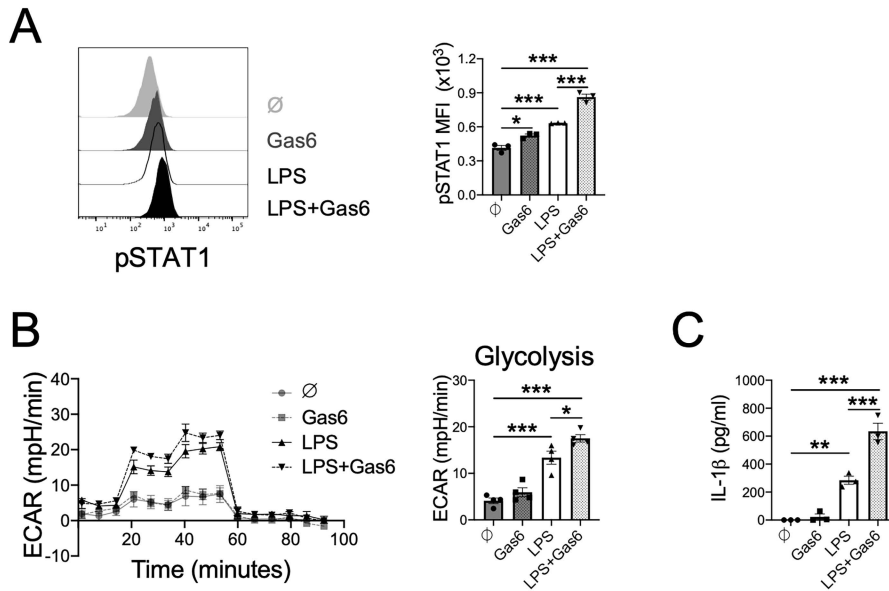 A
Ø
Gas6
LPS
LPS+Gas6
10¹ 10² 10³ 10⁴ 10⁵
pSTAT1
pSTAT1 MFI (x10³)
1.2
0.9
0.6
0.3
0.0
***
***
***
*
Ø
Gas6
LPS
LPS+Gas6
B
ECAR (mpH/min)
40
30
20
10
0
-10
20 40 60 80 100
Time (minutes)
Ø
Gas6
LPS
LPS+Gas6
Glycolysis
ECAR (mpH/min)
30
20
10
0
***
*
***
Ø
Gas6
LPS
LPS+Gas6
C
IL-1β (pg/ml)
1000
800
600
400
200
0
***
***
**
Ø
Gas6
LPS
LPS+Gas6